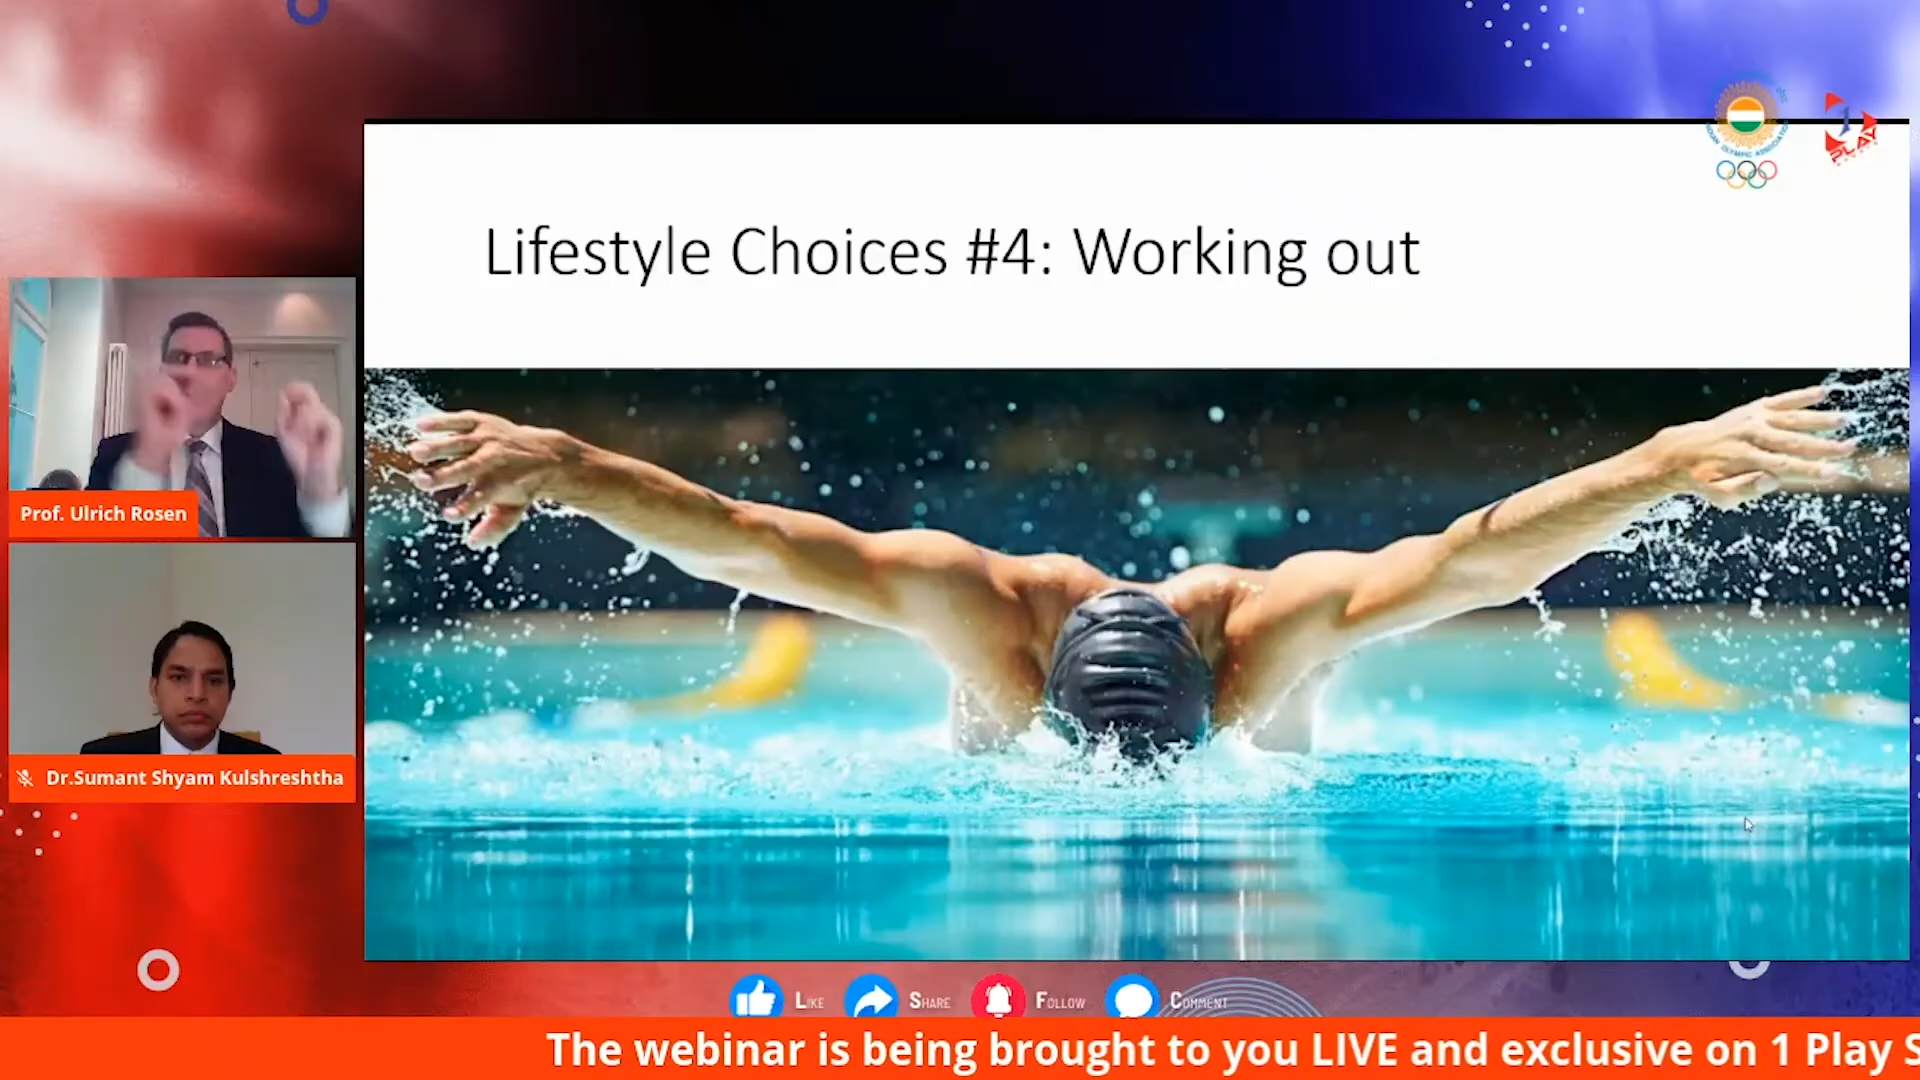 Lifestyle Choices #4: Working out
PLAY
Prof. Ulrich Rosen
Dr.Sumant Shyam Kulshreshtha
LIKE
SHARE
FOLLOW
COMMENT
The webinar is being brought to you LIVE and exclusive on 1 Play S